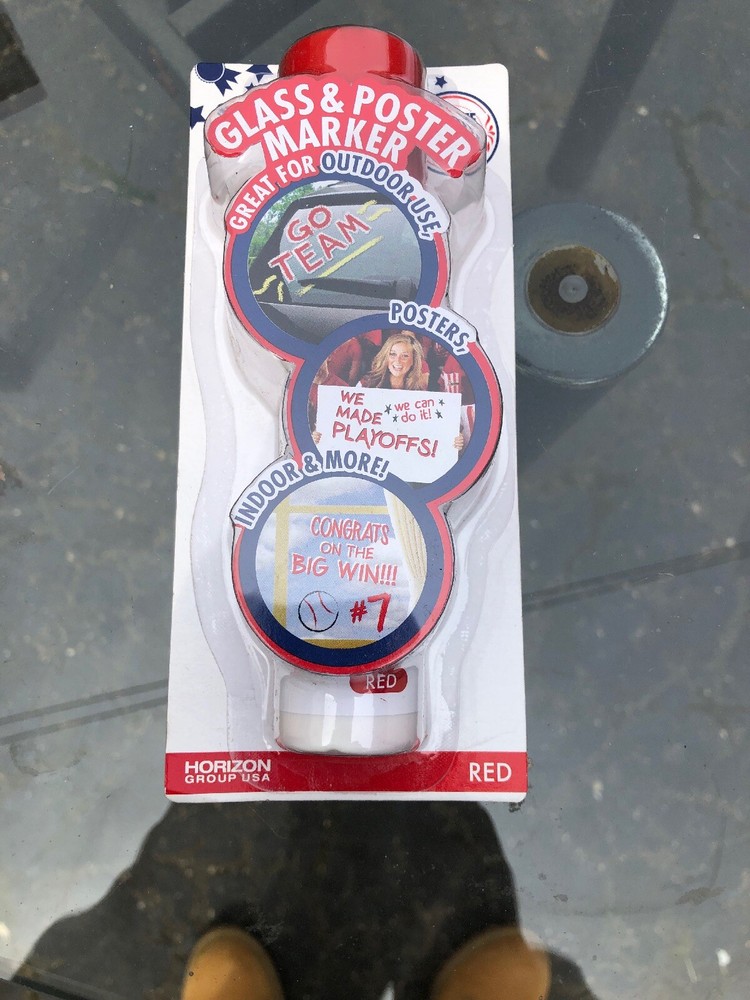 GLASS & POSTER
MARKER
GREAT FOR OUTDOOR USE,
GO
TEAM
POSTERS,
WE
MADE
PLAYOFFS!
we can
do it!
INDOOR & MORE!
CONGRATS
ON THE
BIG WIN!!!
#7
RED
HORIZON
GROUP USA
RED